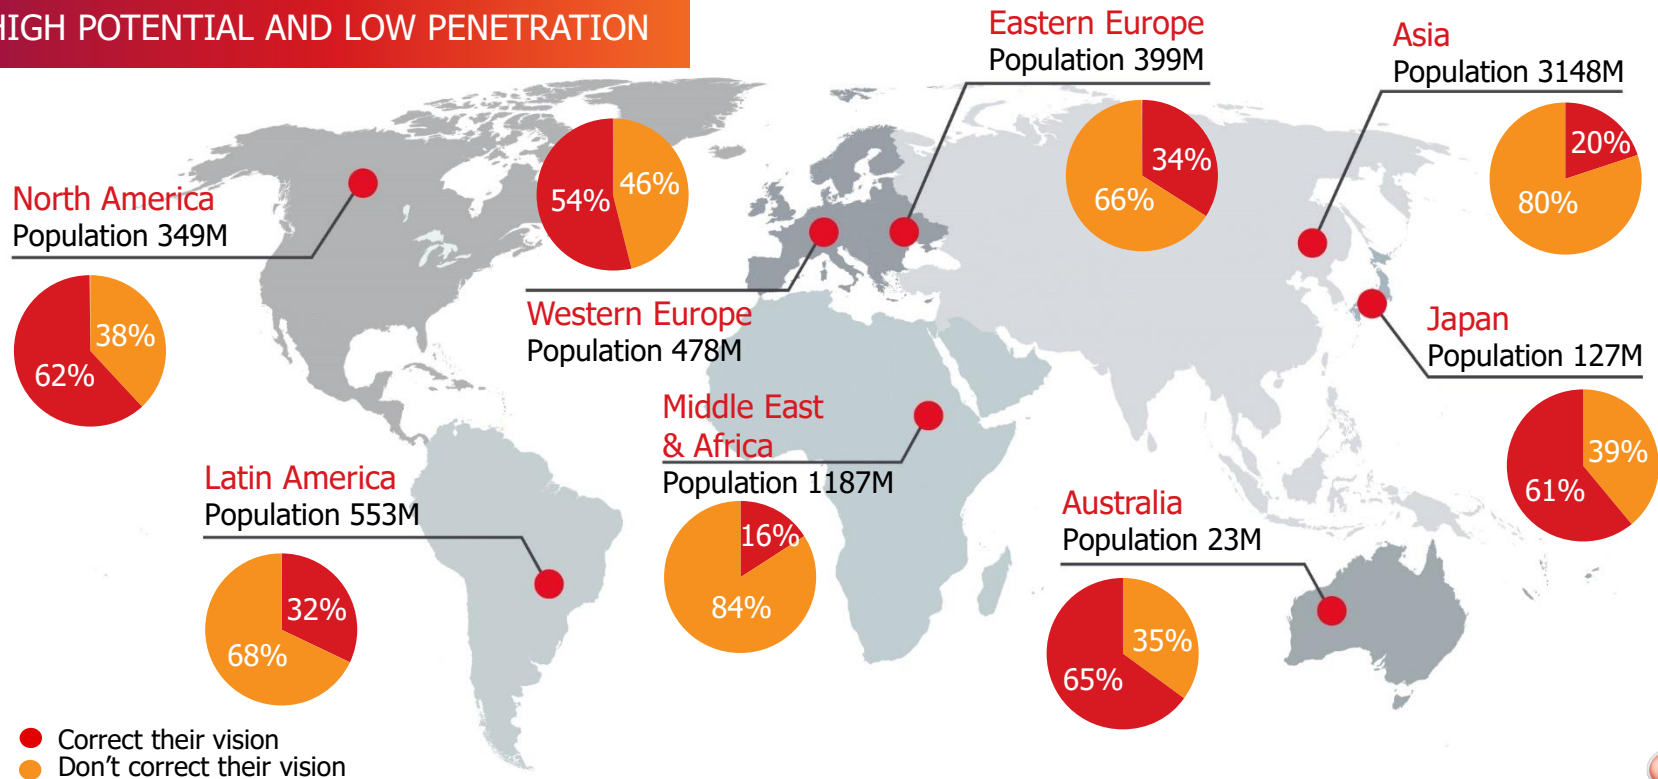 HIGH POTENTIAL AND LOW PENETRATION
Eastern Europe
Population 399M
34%
66%
Asia
Population 3148M
20%
80%
North America
Population 349M
38%
62%
54%
46%
Western Europe
Population 478M
Japan
Population 127M
39%
61%
Middle East
& Africa
Population 1187M
16%
84%
Latin America
Population 553M
32%
68%
Australia
Population 23M
35%
65%
Correct their vision
Don't correct their vision